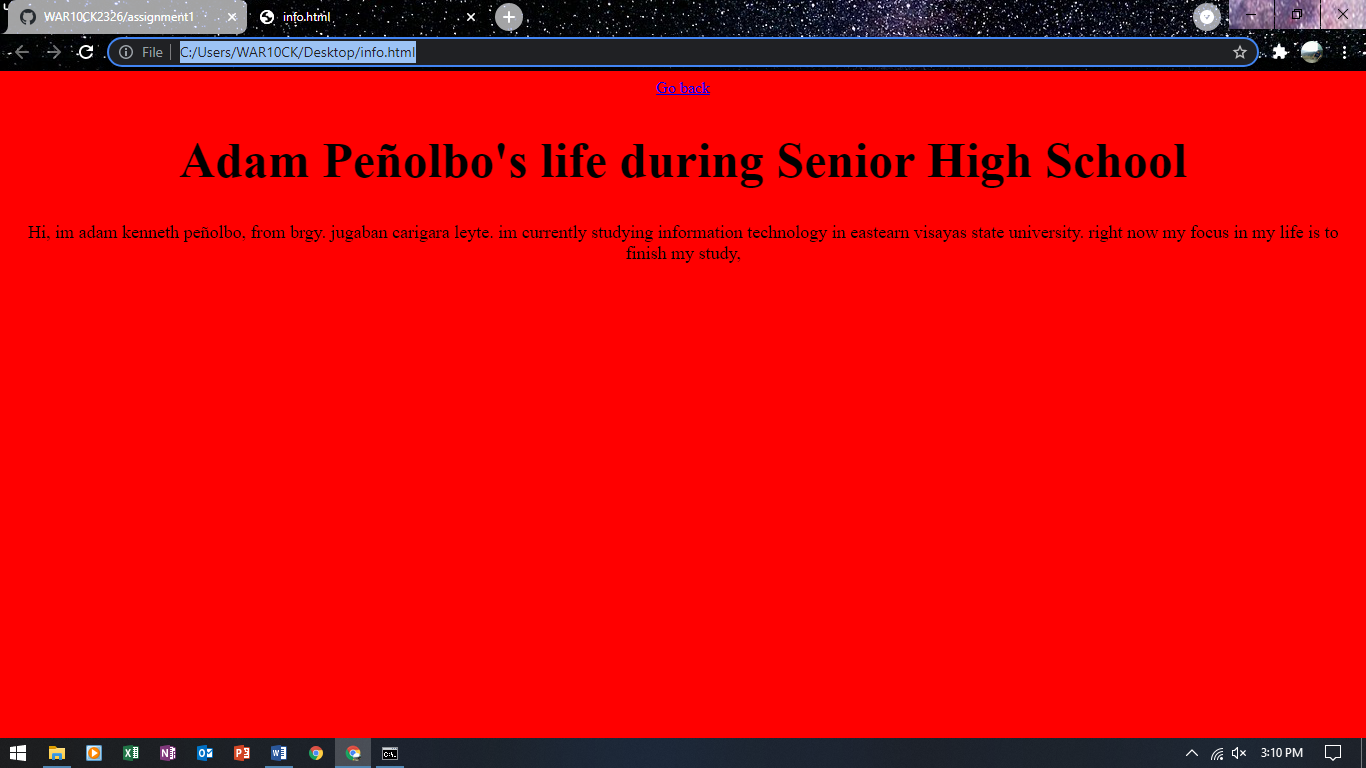 WAR10CK2326/assignment1
info.html
File
C:/Users/WAR10CK/Desktop/info.html
Go back
Adam Peñolbo's life during Senior High School
Hi, im adam kenneth peñolbo, from brgy. jugaban carigara leyte. im currently studying information technology in eastearn visayas state university. right now my focus in my life is to
finish my study,
3:10 PM